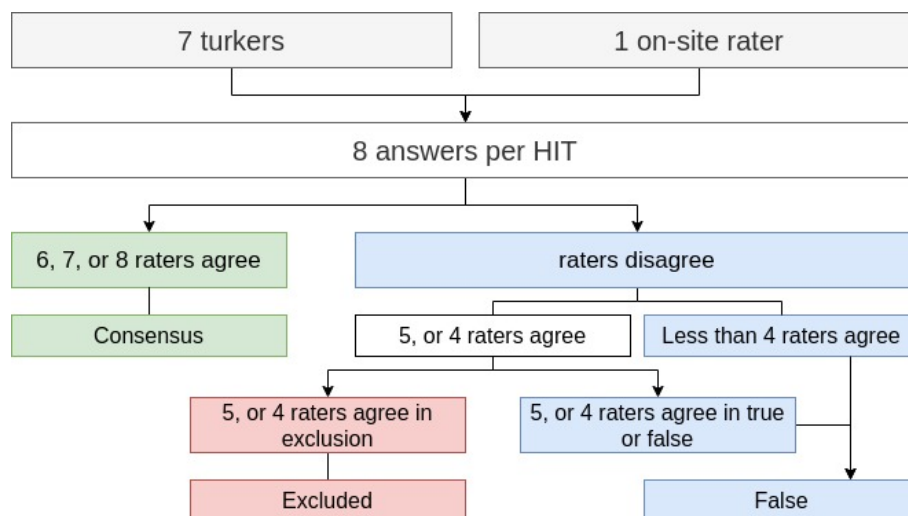 7 turkers
1 on-site rater
8 answers per HIT
6, 7, or 8 raters agree
raters disagree
Consensus
5, or 4 raters agree
Less than 4 raters agree
5, or 4 raters agree in
exclusion
5, or 4 raters agree in true
or false
Excluded
False